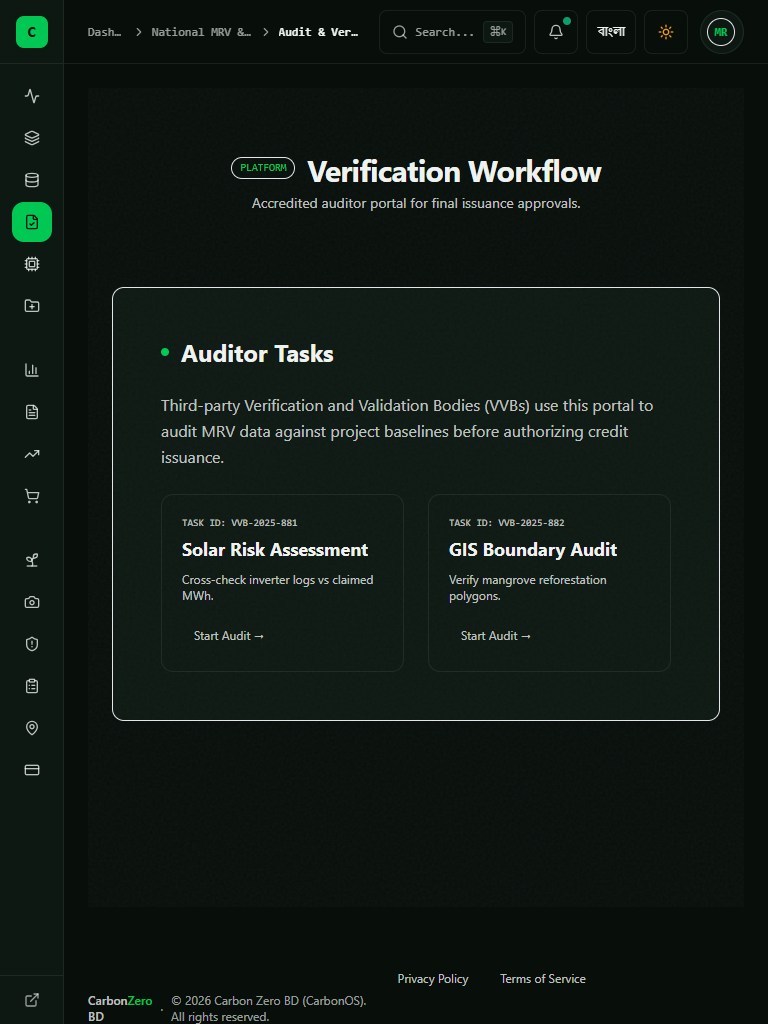 C
Dash… > National MRV &… > Audit & Ver…
Search... ⌘K
বাংলা
MR
PLATFORM Verification Workflow
Accredited auditor portal for final issuance approvals.
Auditor Tasks
Third-party Verification and Validation Bodies (VVBs) use this portal to
audit MRV data against project baselines before authorizing credit
issuance.
TASK ID: VVB-2025-881
Solar Risk Assessment
Cross-check inverter logs vs claimed
MWh.
Start Audit →
TASK ID: VVB-2025-882
GIS Boundary Audit
Verify mangrove reforestation
polygons.
Start Audit →
Privacy Policy Terms of Service
CarbonZero
BD
·
© 2026 Carbon Zero BD (CarbonOS).
All rights reserved.